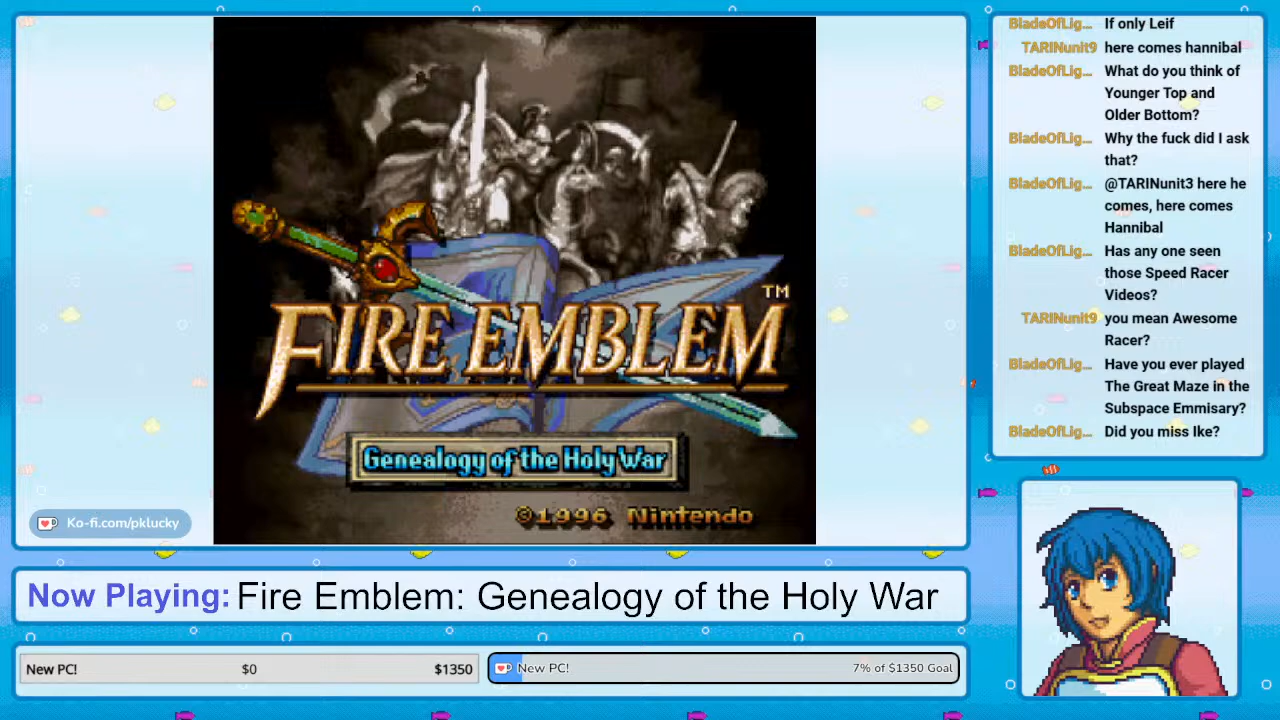 FIRE EMBLEM™
Genealogy of the Holy War
©1996 Nintendo
Ko-fi.com/pklucky
Now Playing: Fire Emblem: Genealogy of the Holy War
New PC! $0 $1350
New PC! 7% of $1350 Goal
BladeOfLig... If only Leif
TARINunit9 here comes hannibal
BladeOfLig... What do you think of
Younger Top and
Older Bottom?
BladeOfLig... Why the fuck did I ask
that?
BladeOfLig... @TARINunit3 here he
comes, here comes
Hannibal
BladeOfLig... Has any one seen
those Speed Racer
Videos?
TARINunit9 you mean Awesome
Racer?
BladeOfLig... Have you ever played
The Great Maze in the
Subspace Emmisary?
BladeOfLig... Did you miss Ike?